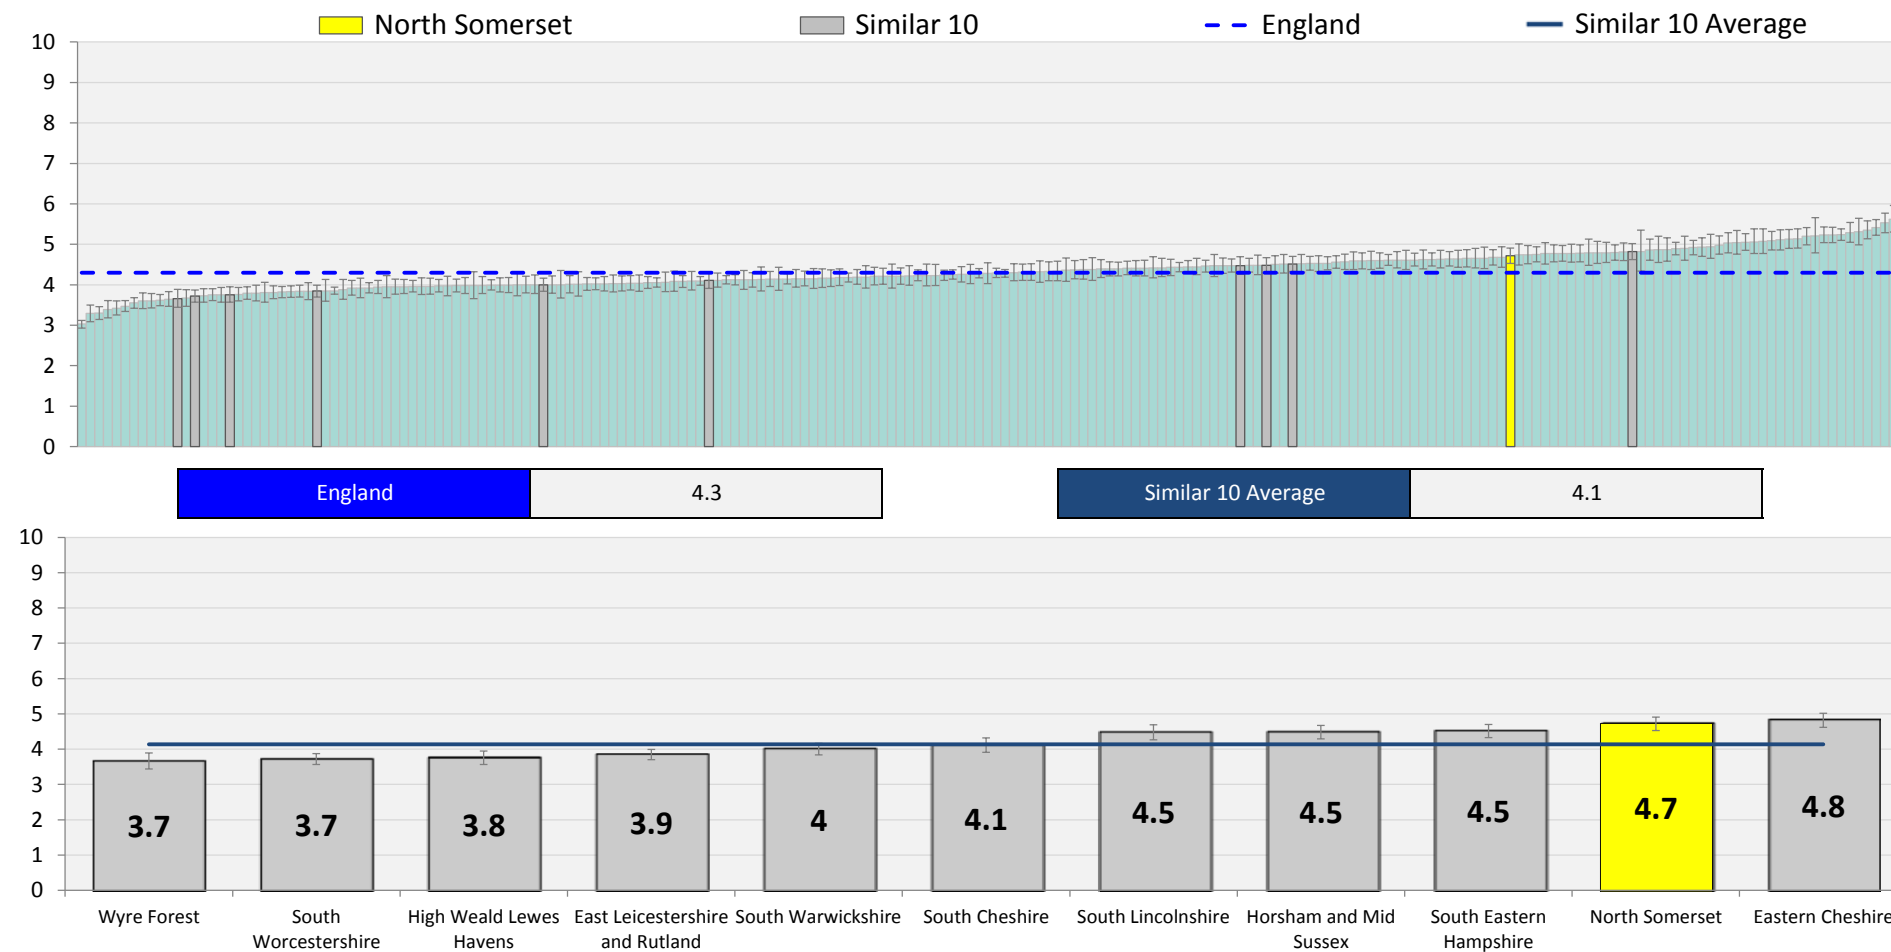 North Somerset
Similar 10
England
Similar 10 Average
10
9
8
7
6
5
4
3
2
1
0
England 4.3
Similar 10 Average 4.1
10
9
8
7
6
5
4
3
2
1
0
3.7 3.7 3.8 3.9 4 4.1 4.5 4.5 4.5 4.7 4.8
Wyre Forest
South
Worcestershire
High Weald Lewes
Havens
East Leicestershire
and Rutland
South Warwickshire
South Cheshire
South Lincolnshire
Horsham and Mid
Sussex
South Eastern
Hampshire
North Somerset
Eastern Cheshire